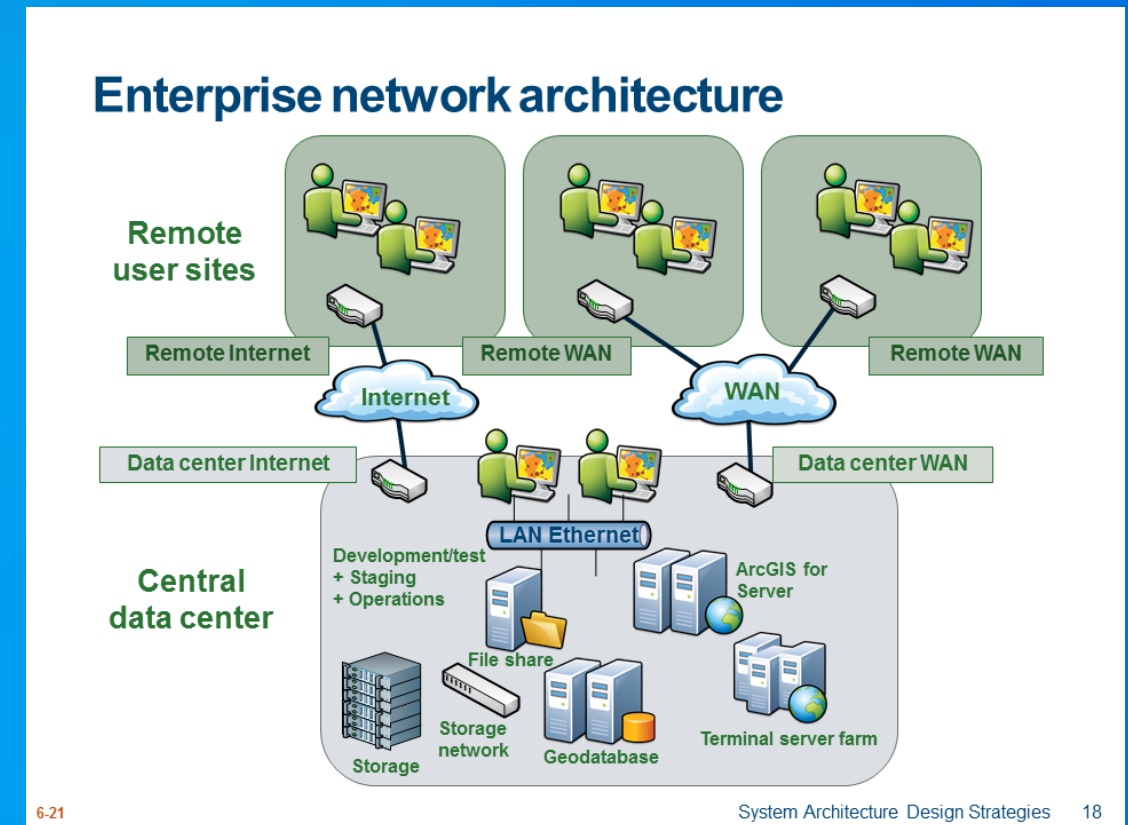 Enterprise network architecture
Remote
user sites
Remote Internet
Remote WAN
Remote WAN
Internet
WAN
Data center Internet
Data center WAN
LAN Ethernet
Central
data center
Development/test
+ Staging
+ Operations
ArcGIS for
Server
File share
Storage
Storage
network
Geodatabase
Terminal server farm
6-21
System Architecture Design Strategies 18